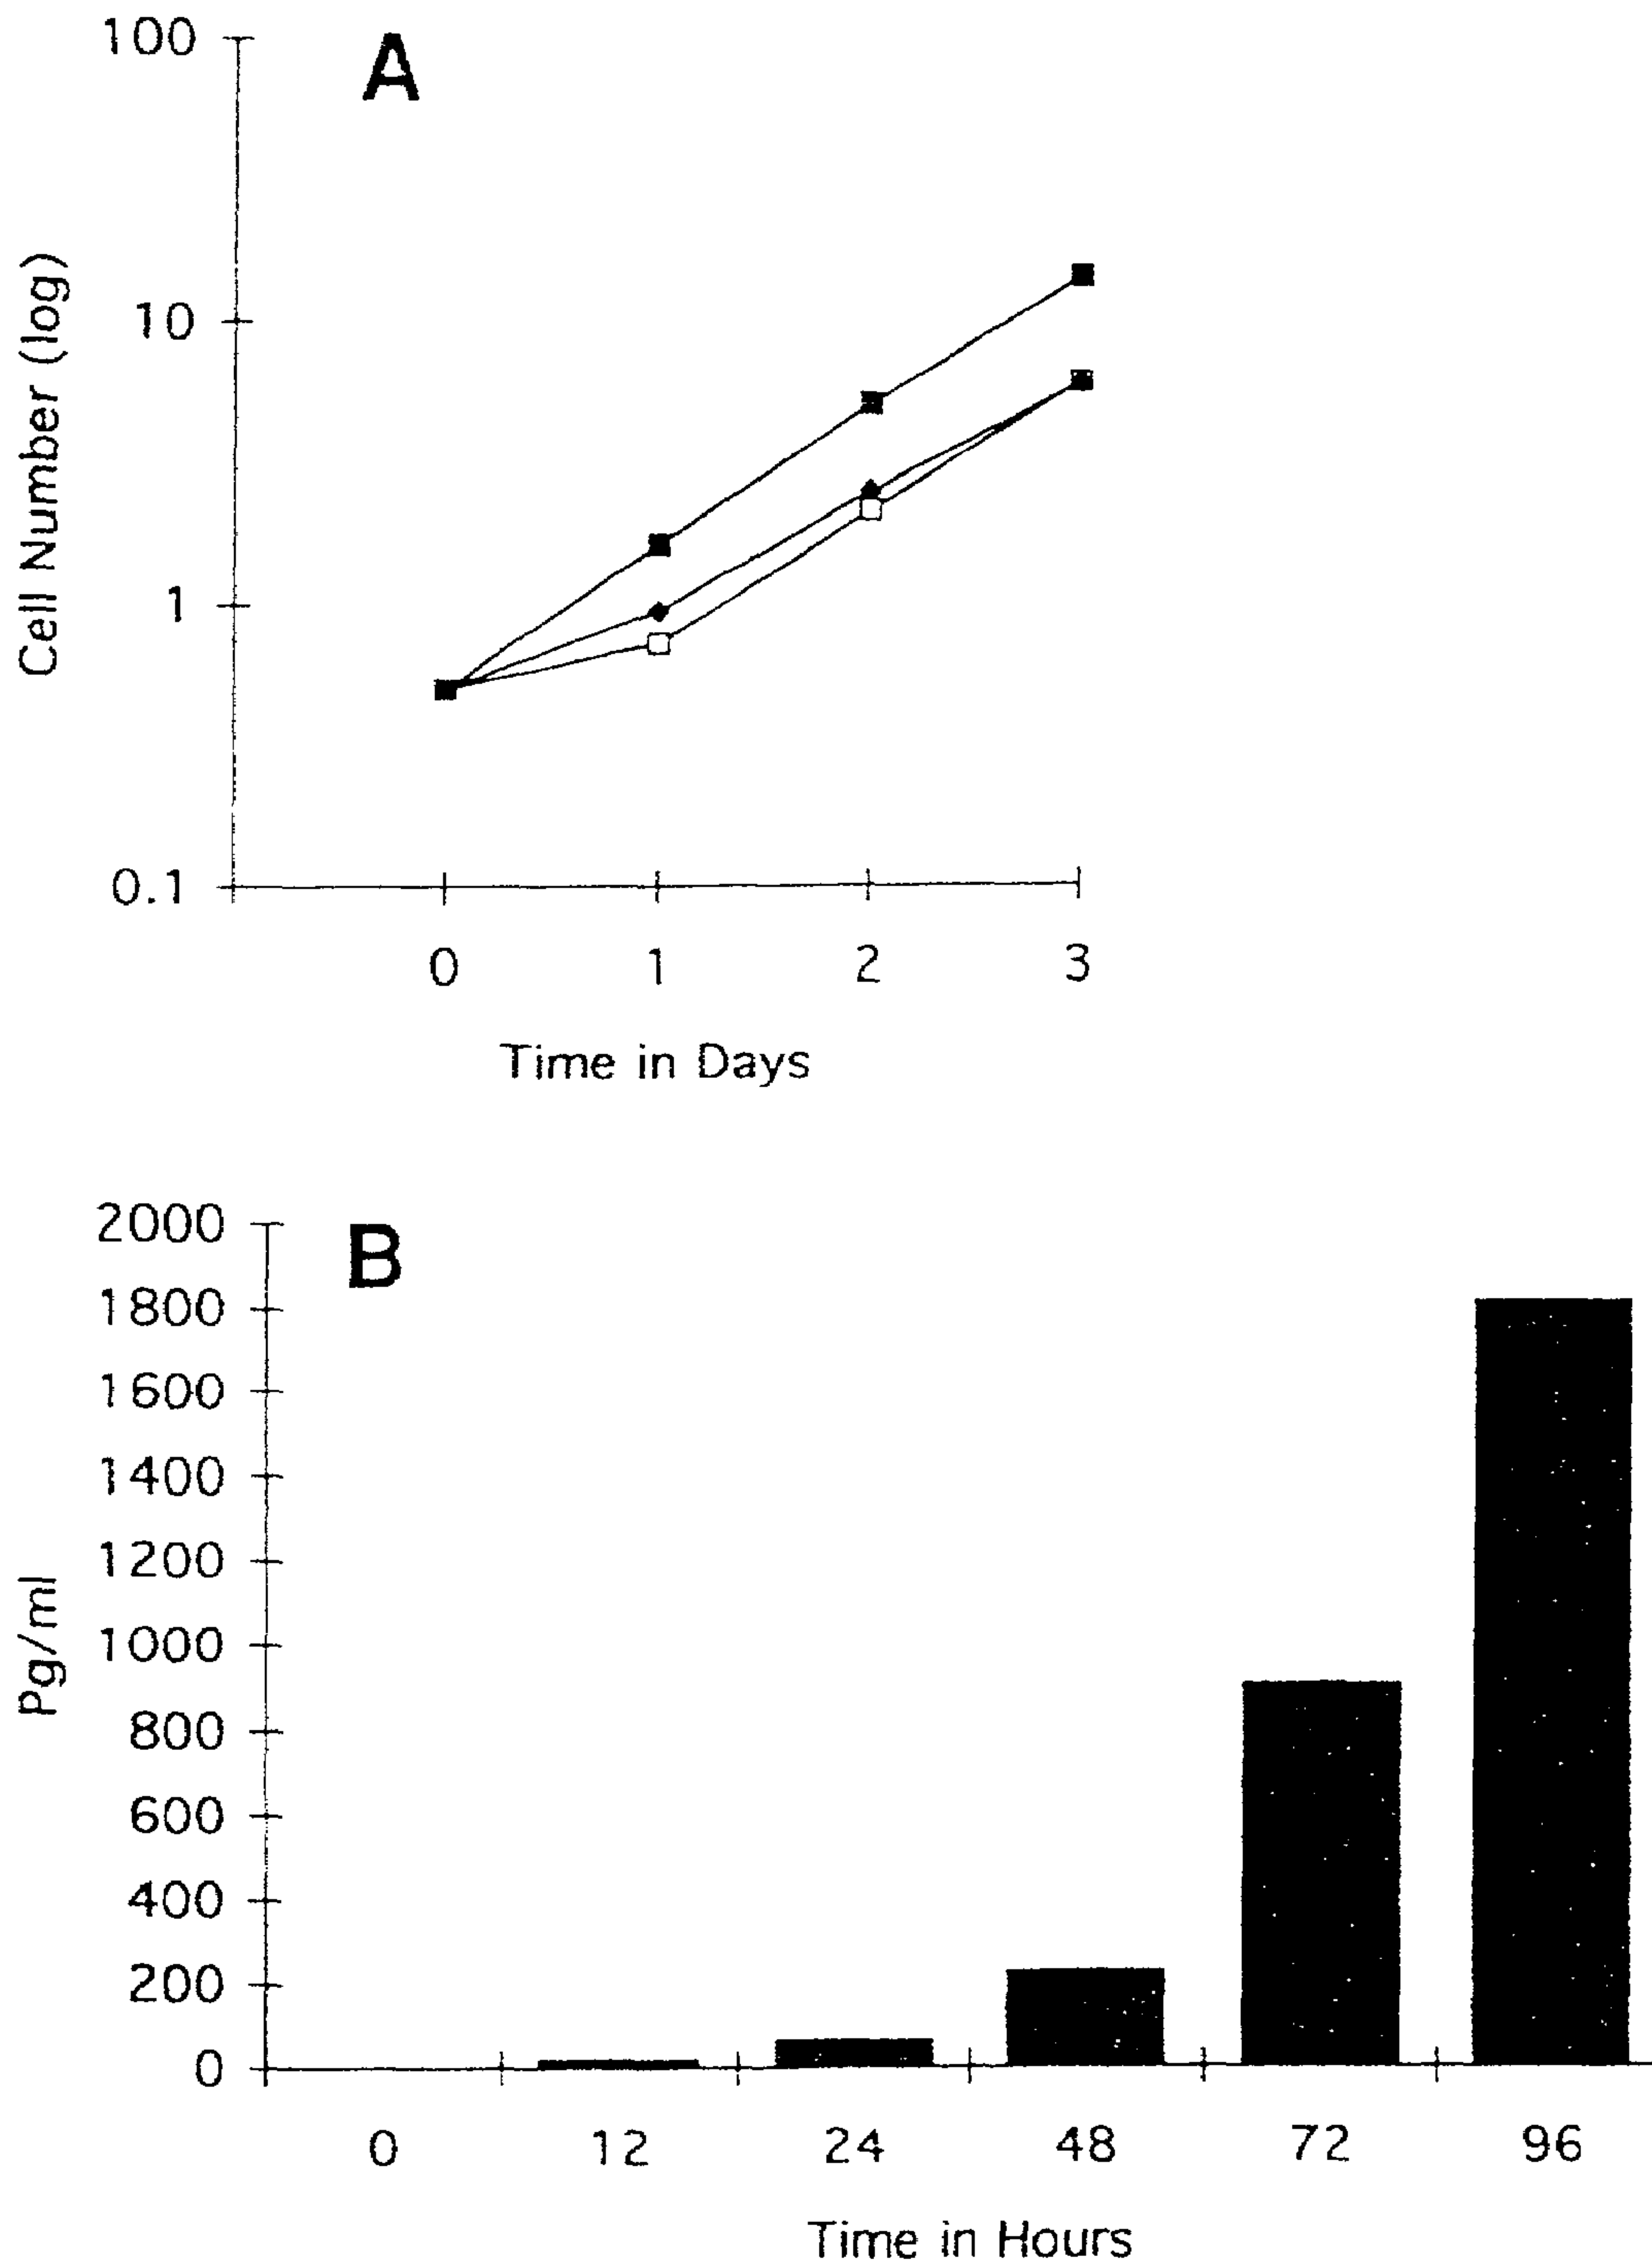 A
100
10
1
0.1
Cell Number (log)
0 1 2 3
Time in Days
B
2000
1800
1600
1400
1200
1000
800
600
400
200
0
Pg/ml
0 12 24 48 72 96
Time in Hours